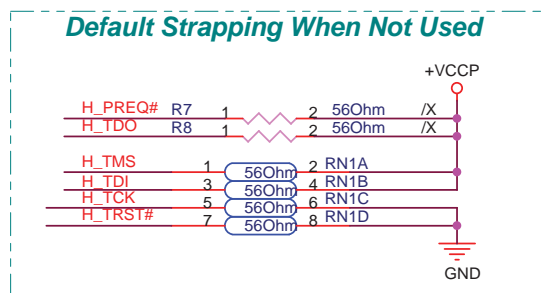 Default Strapping When Not Used
+VCCP
H_PREQ# R7 1 2 56Ohm /X
H_TDO R8 1 2 56Ohm /X
H_TMS 1 56Ohm 2 RN1A
H_TDI 3 56Ohm 4 RN1B
H_TCK 5 56Ohm 6 RN1C
H_TRST# 7 56Ohm 8 RN1D
GND